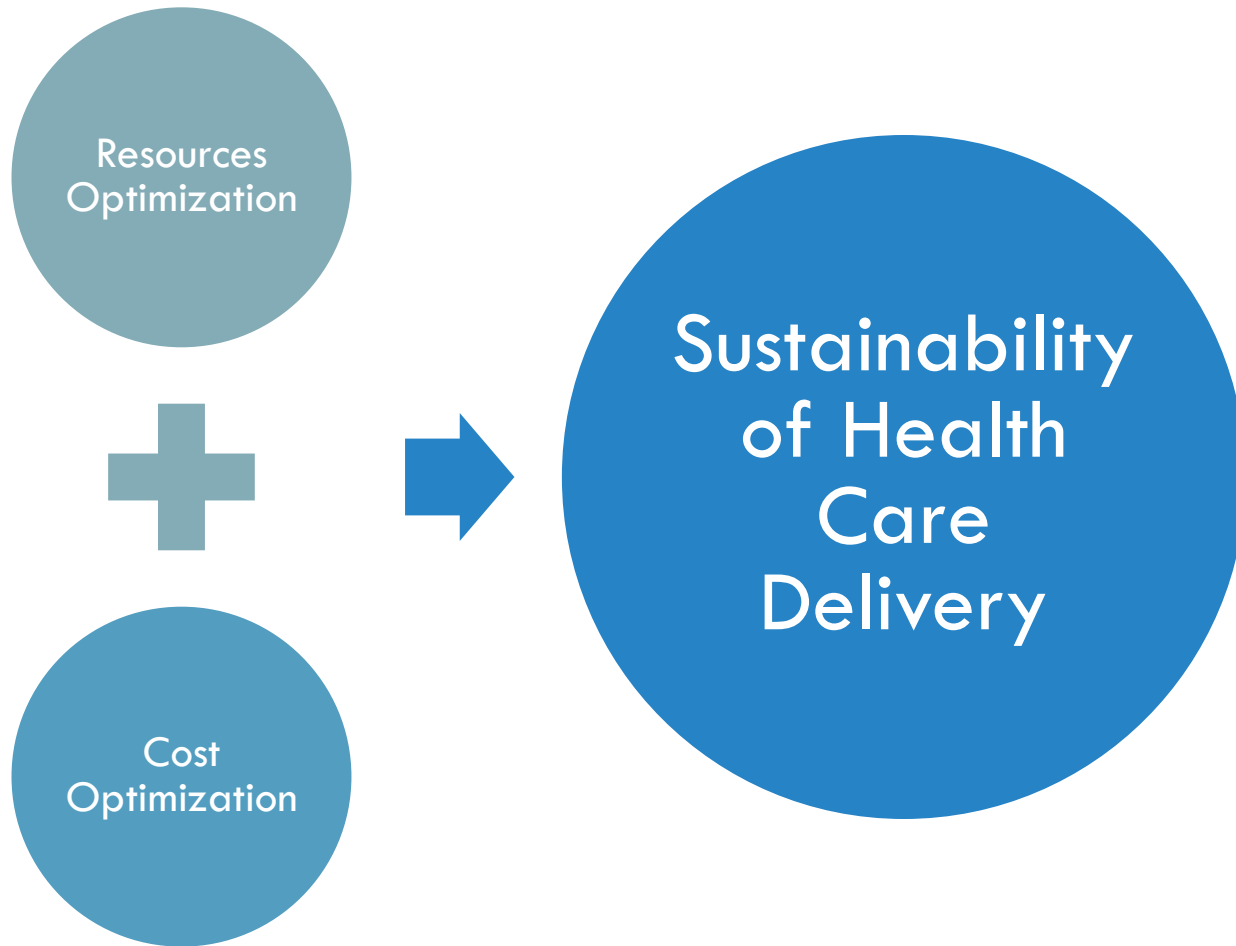 Resources
Optimization
Cost
Optimization
Sustainability
of Health
Care
Delivery